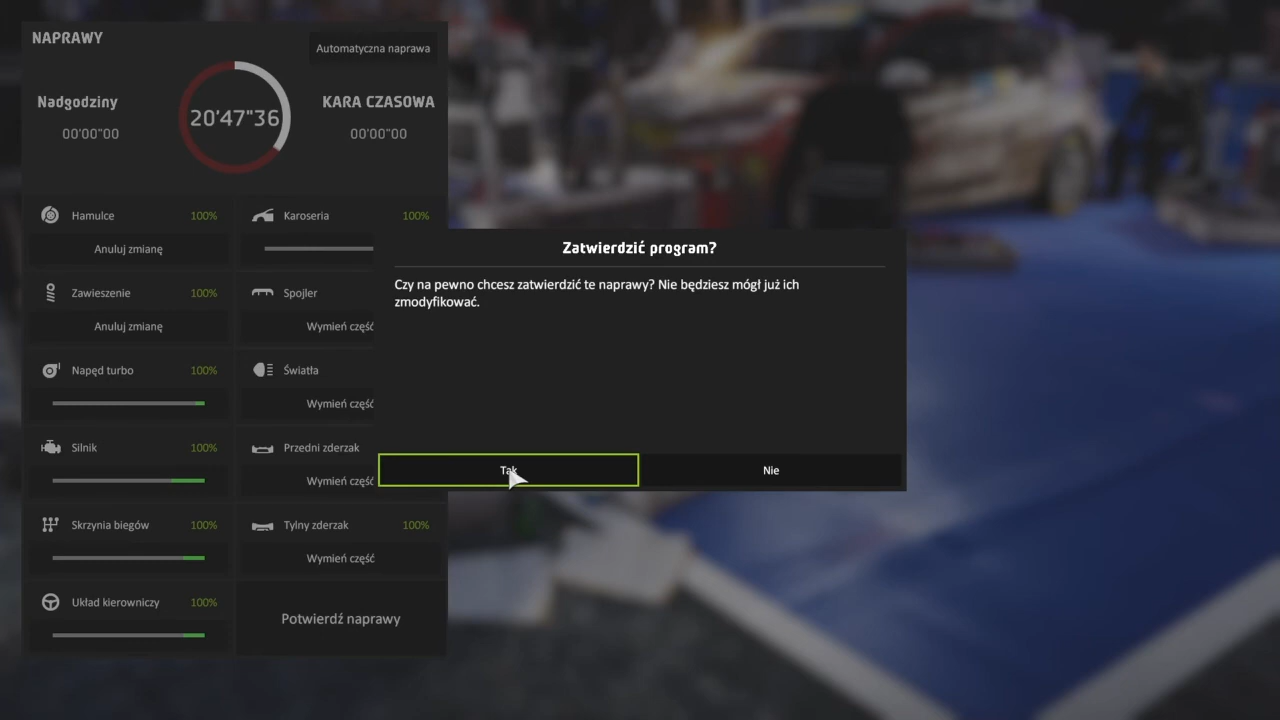 NAPRAWY
Automatyczna naprawa
Nadgodziny
00'00"00
20'47"36
KARA CZASOWA
00'00"00
Hamulce 100%
Anuluj zmianę
Karoseria 100%
Zawieszenie 100%
Anuluj zmianę
Spojler
Wymień część
Napęd turbo 100%
Światła
Wymień część
Silnik 100%
Przedni zderzak
Wymień część
Skrzynia biegów 100%
Tylny zderzak 100%
Wymień część
Układ kierowniczy 100%
Potwierdź naprawy
Zatwierdzić program?
Czy na pewno chcesz zatwierdzić te naprawy? Nie będziesz mógł już ich
zmodyfikować.
Tak
Nie